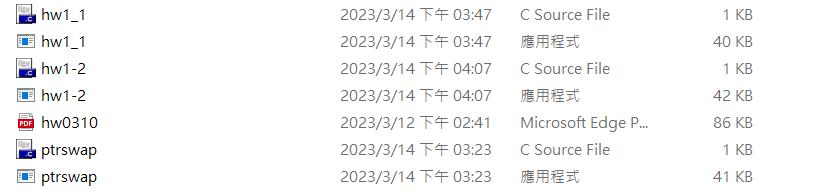 hw1_1 2023/3/14 下午 03:47 C Source File 1 KB
hw1_1 2023/3/14 下午 03:47 應用程式 40 KB
hw1-2 2023/3/14 下午 04:07 C Source File 1 KB
hw1-2 2023/3/14 下午 04:07 應用程式 42 KB
PDF hw0310 2023/3/12 下午 02:41 Microsoft Edge P... 86 KB
ptrswap 2023/3/14 下午 03:23 C Source File 1 KB
ptrswap 2023/3/14 下午 03:23 應用程式 41 KB